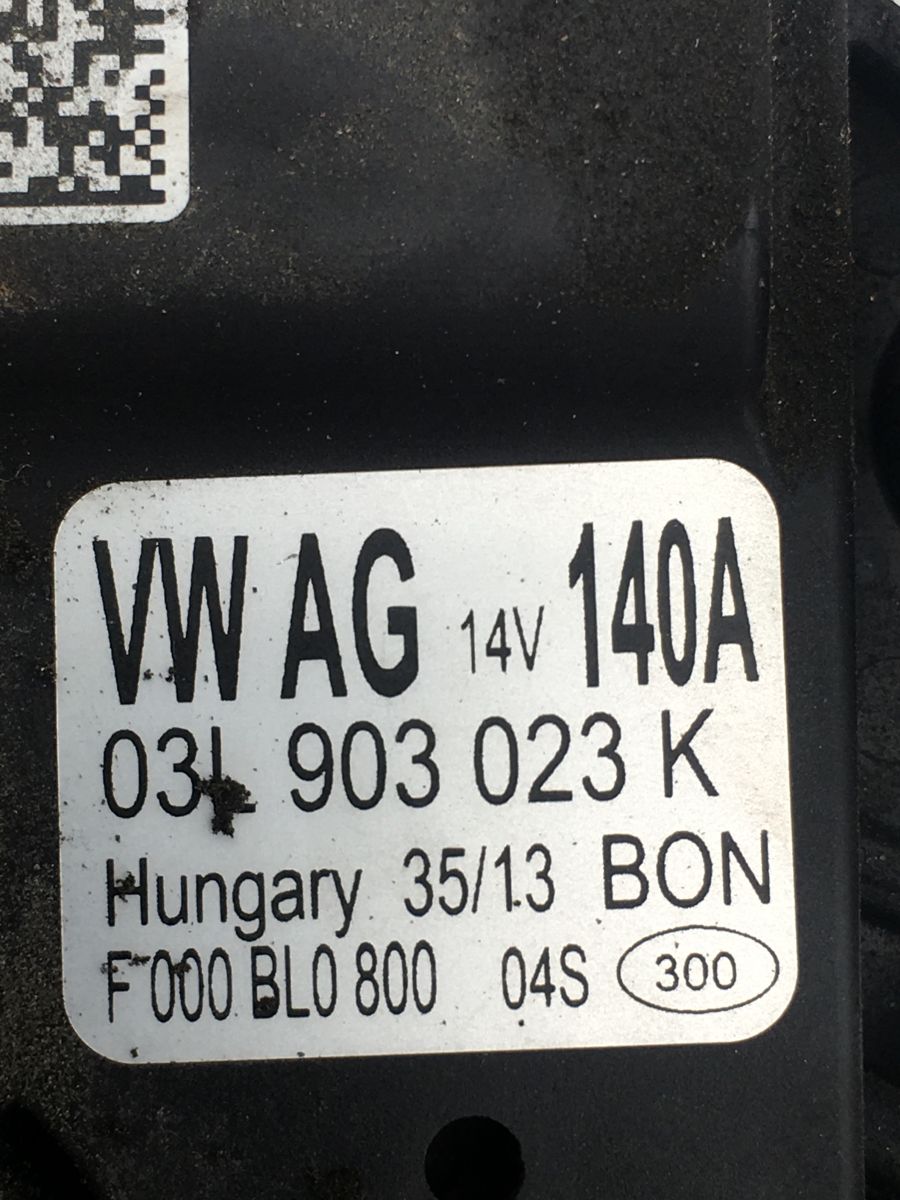 VW AG 14V 140A
03L 903 023 K
Hungary 35/13 BON
F 000 BL0 800 04S 300